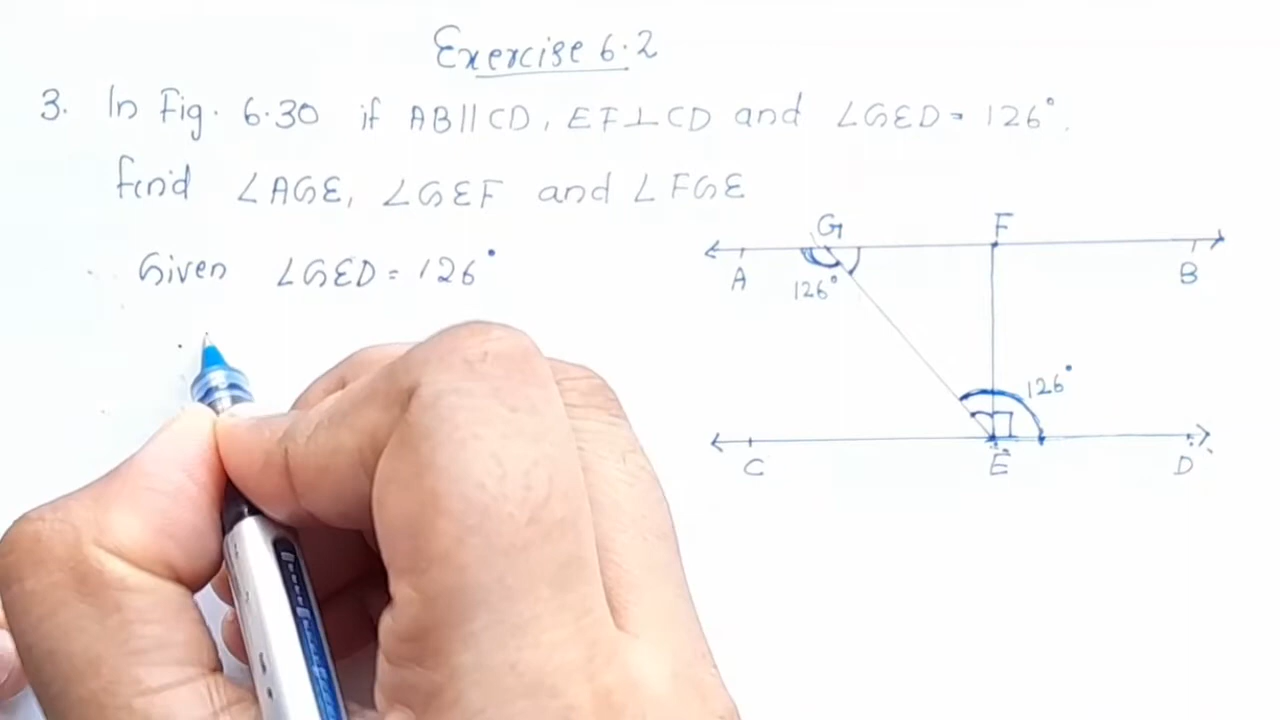 Exercise 6.2
3. In Fig. 6.30 if AB||CD, EF⊥CD and ∠GED = 126°.
find ∠AGE, ∠GEF and ∠FGE
Given ∠GED = 126°
G F
A B
126°
126°
C E D